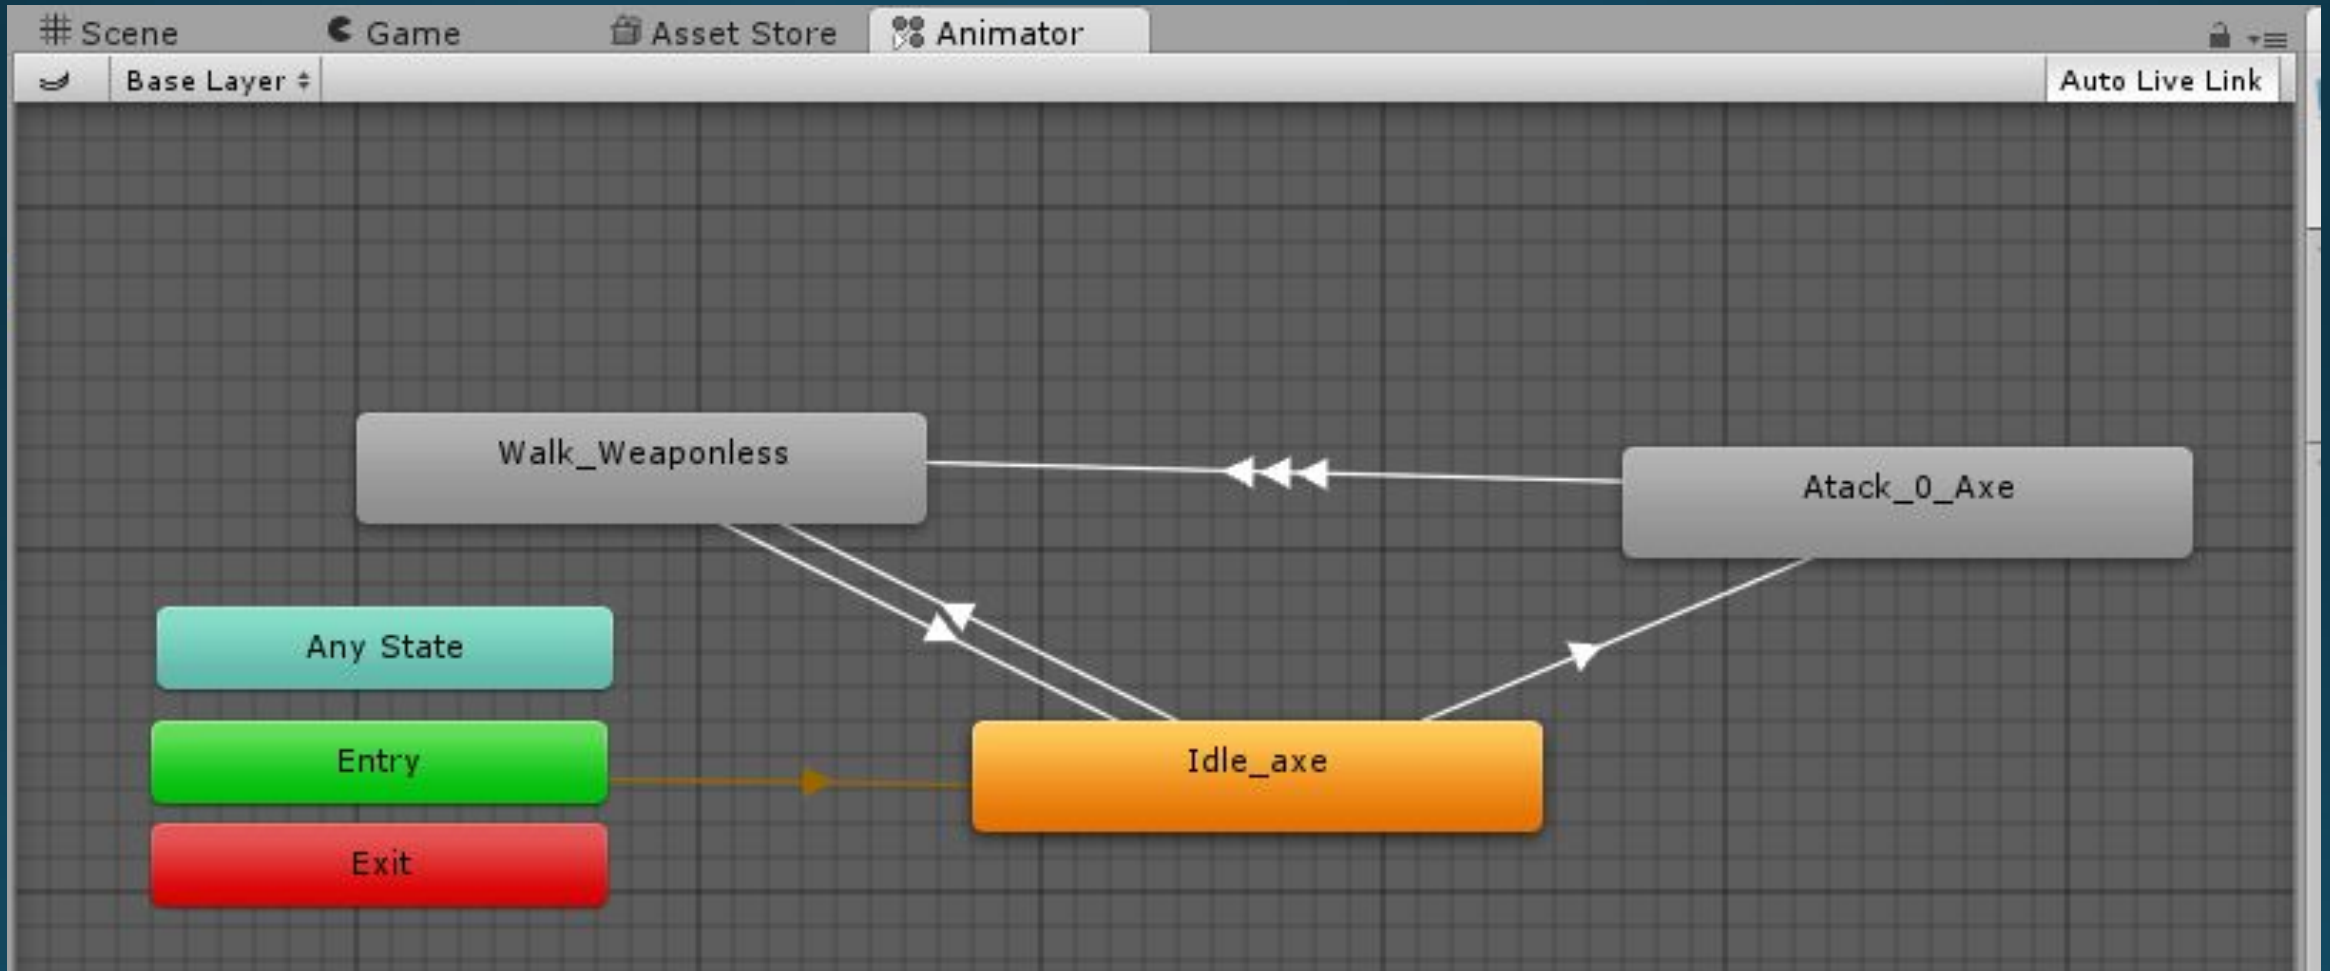 Scene
Game
Asset Store
Animator
Base Layer
Auto Live Link
Walk_Weaponless
Atack_0_Axe
Any State
Entry
Idle_axe
Exit